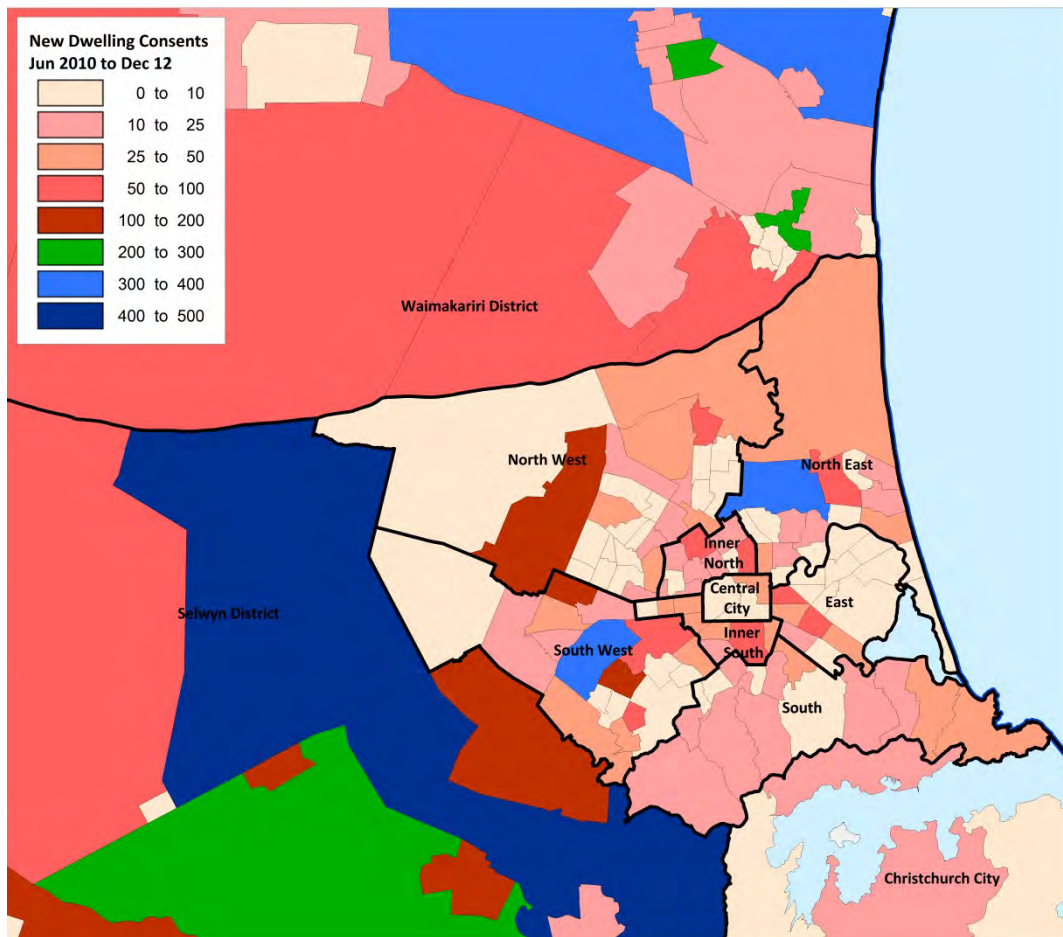 New Dwelling Consents
Jun 2010 to Dec 12
0 to 10
10 to 25
25 to 50
50 to 100
100 to 200
200 to 300
300 to 400
400 to 500
Waimakariri District
North West
North East
Inner
North
Central
City
East
Selwyn District
South West
Inner
South
South
Christchurch City